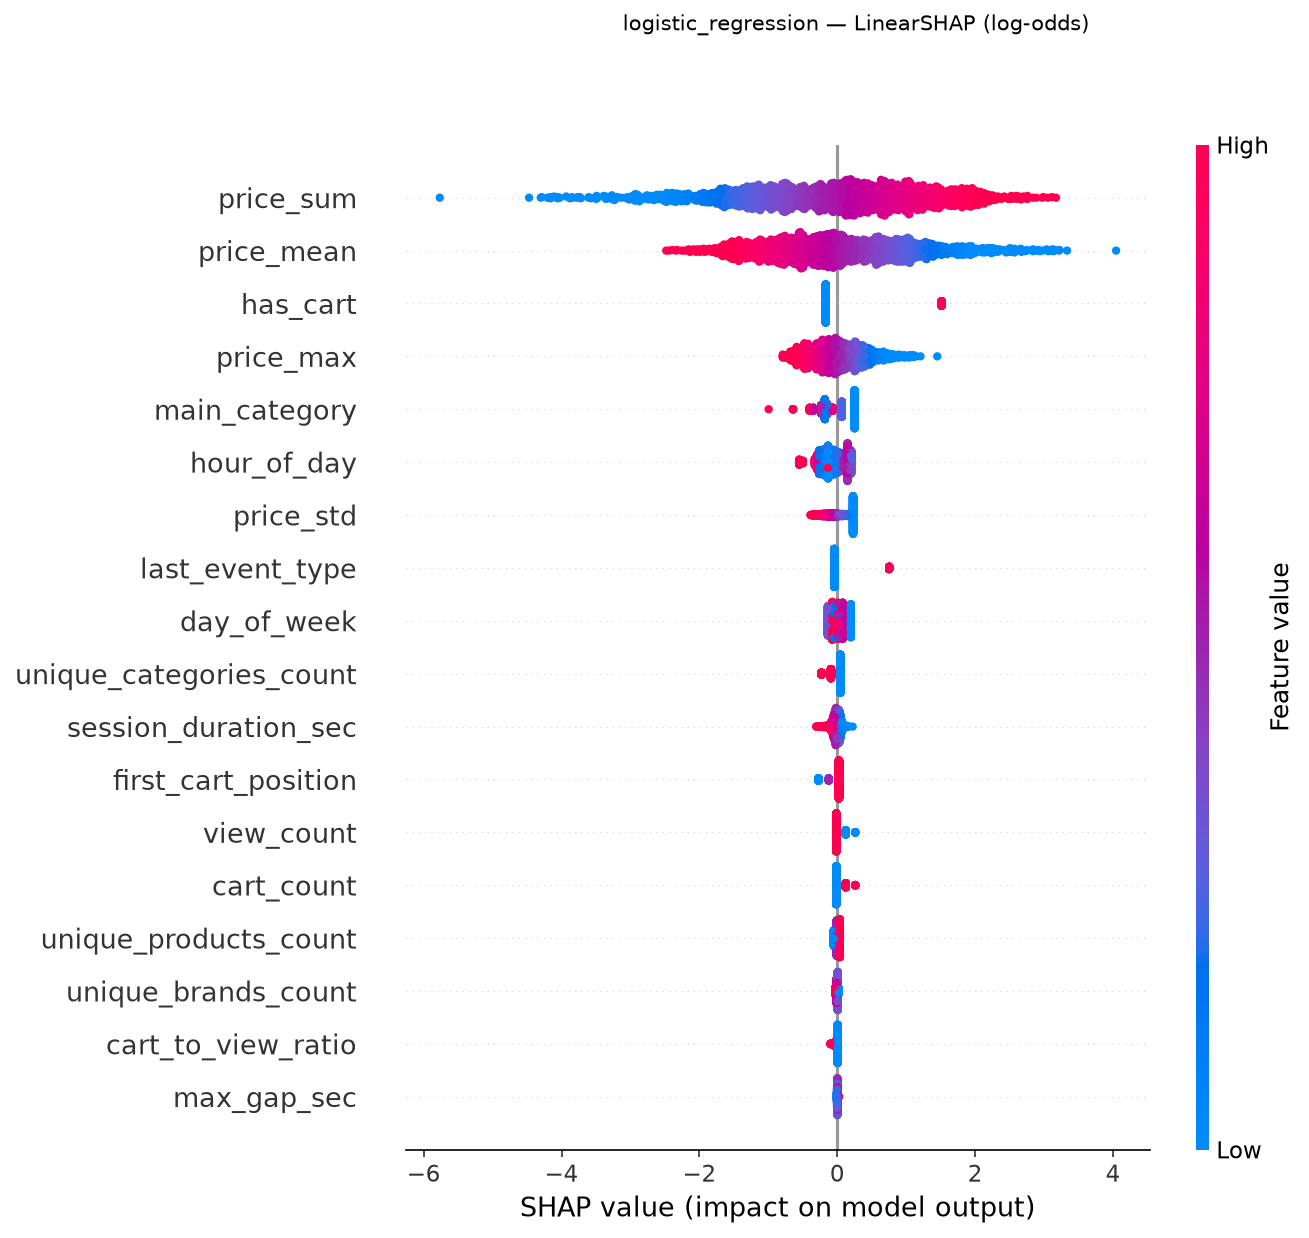 logistic_regression — LinearSHAP (log-odds)
High
price_sum
price_mean
has_cart
price_max
main_category
hour_of_day
price_std
last_event_type
day_of_week
unique_categories_count
session_duration_sec
first_cart_position
view_count
cart_count
unique_products_count
unique_brands_count
cart_to_view_ratio
max_gap_sec
Feature value
Low
−6 −4 −2 0 2 4
SHAP value (impact on model output)